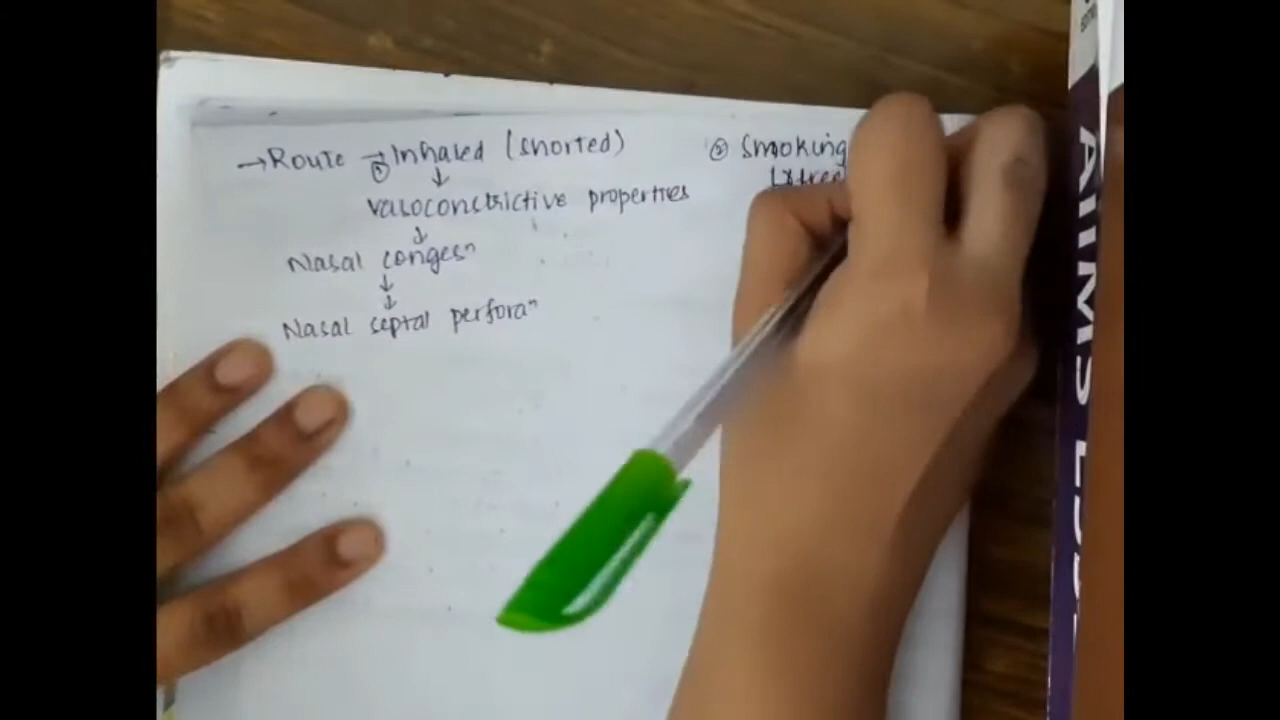 →Route →① Inhaled (snorted)
↓
vasoconstrictive properties
↓
Nasal congesⁿ
↓
↓
Nasal septal perforaⁿ
② Smoking
AIIMS